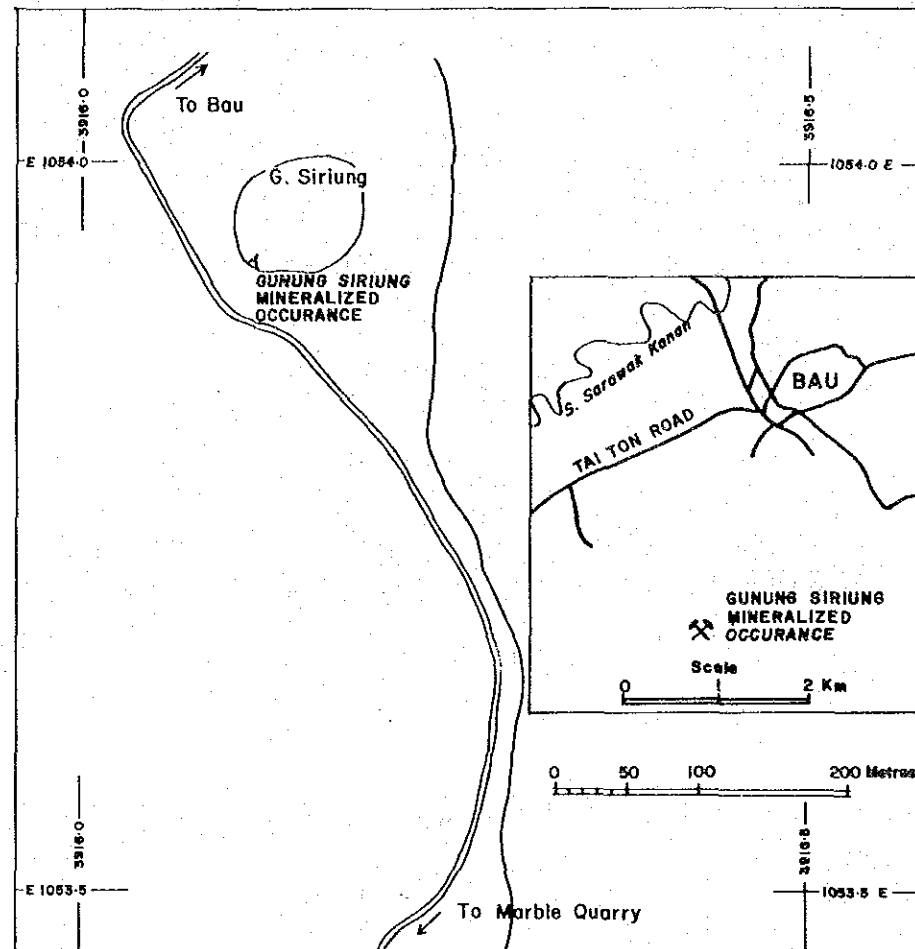 To Bau
3916.0
3916.5
E 1054.0
1054.0 E
G. Siriung
GUNUNG SIRIUNG
MINERALIZED
OCCURANCE
S. Sarawak Kanan
BAU
TAI TON ROAD
GUNUNG SIRIUNG
MINERALIZED
OCCURANCE
Scale
0 1 2 Km
0 50 100 200 Metres
3916.0
3916.5
E 1053.5
1053.5 E
To Marble Quarry